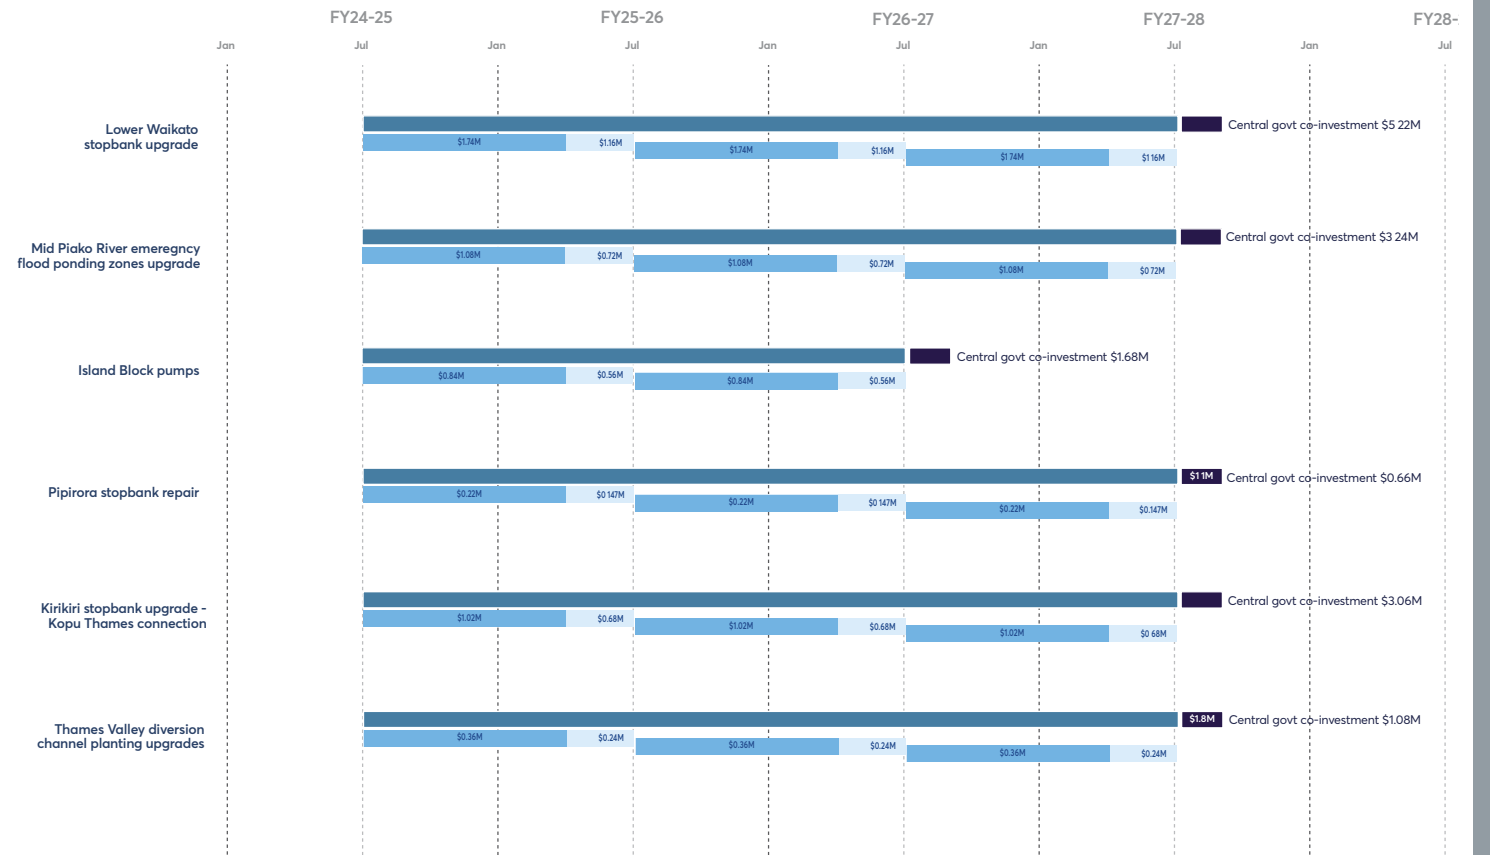 FY24-25 FY25-26 FY26-27 FY27-28 FY28-
Jan Jul Jan Jul Jan Jul Jan Jul Jan Jul
Lower Waikato
stopbank upgrade
Central govt co-investment $5 22M
$1.74M $1.16M
$1.74M $1.16M
$1 74M $1 16M
Mid Piako River emeregncy
flood ponding zones upgrade
Central govt co-investment $3 24M
$1.08M $0.72M
$1.08M $0.72M
$1.08M $0 72M
Island Block pumps
Central govt co-investment $1.68M
$0.84M $0.56M
$0.84M $0.56M
Pipirora stopbank repair
$1 1M Central govt co-investment $0.66M
$0.22M $0 147M
$0.22M $0 147M
$0.22M $0.147M
Kirikiri stopbank upgrade -
Kopu Thames connection
Central govt co-investment $3.06M
$1.02M $0.68M
$1.02M $0.68M
$1.02M $0 68M
Thames Valley diversion
channel planting upgrades
$1.8M Central govt co-investment $1.08M
$0.36M $0.24M
$0.36M $0.24M
$0.36M $0.24M